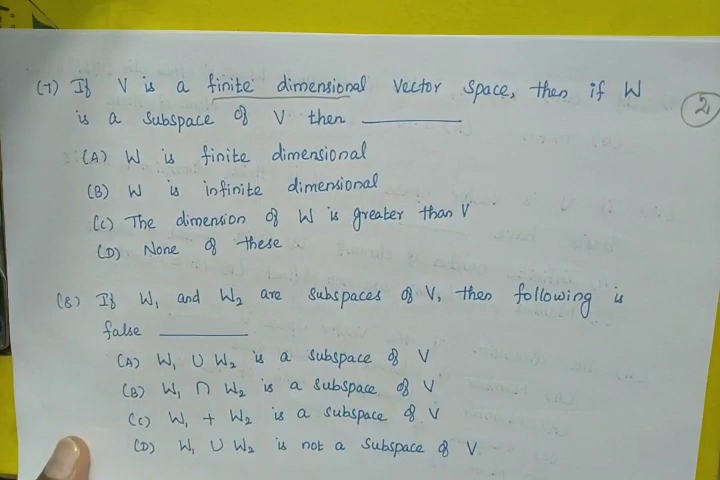 (7) If V is a finite dimensional Vector Space, then if W
is a Subspace of V then ________
(A) W is finite dimensional
(B) W is infinite dimensional
(C) The dimension of W is greater than V
(D) None of these
2
(8) If W₁ and W₂ are Subspaces of V, then following is
false ________
(A) W₁ ∪ W₂ is a subspace of V
(B) W₁ ∩ W₂ is a subspace of V
(C) W₁ + W₂ is a subspace of V
(D) W₁ ∪ W₂ is not a subspace of V